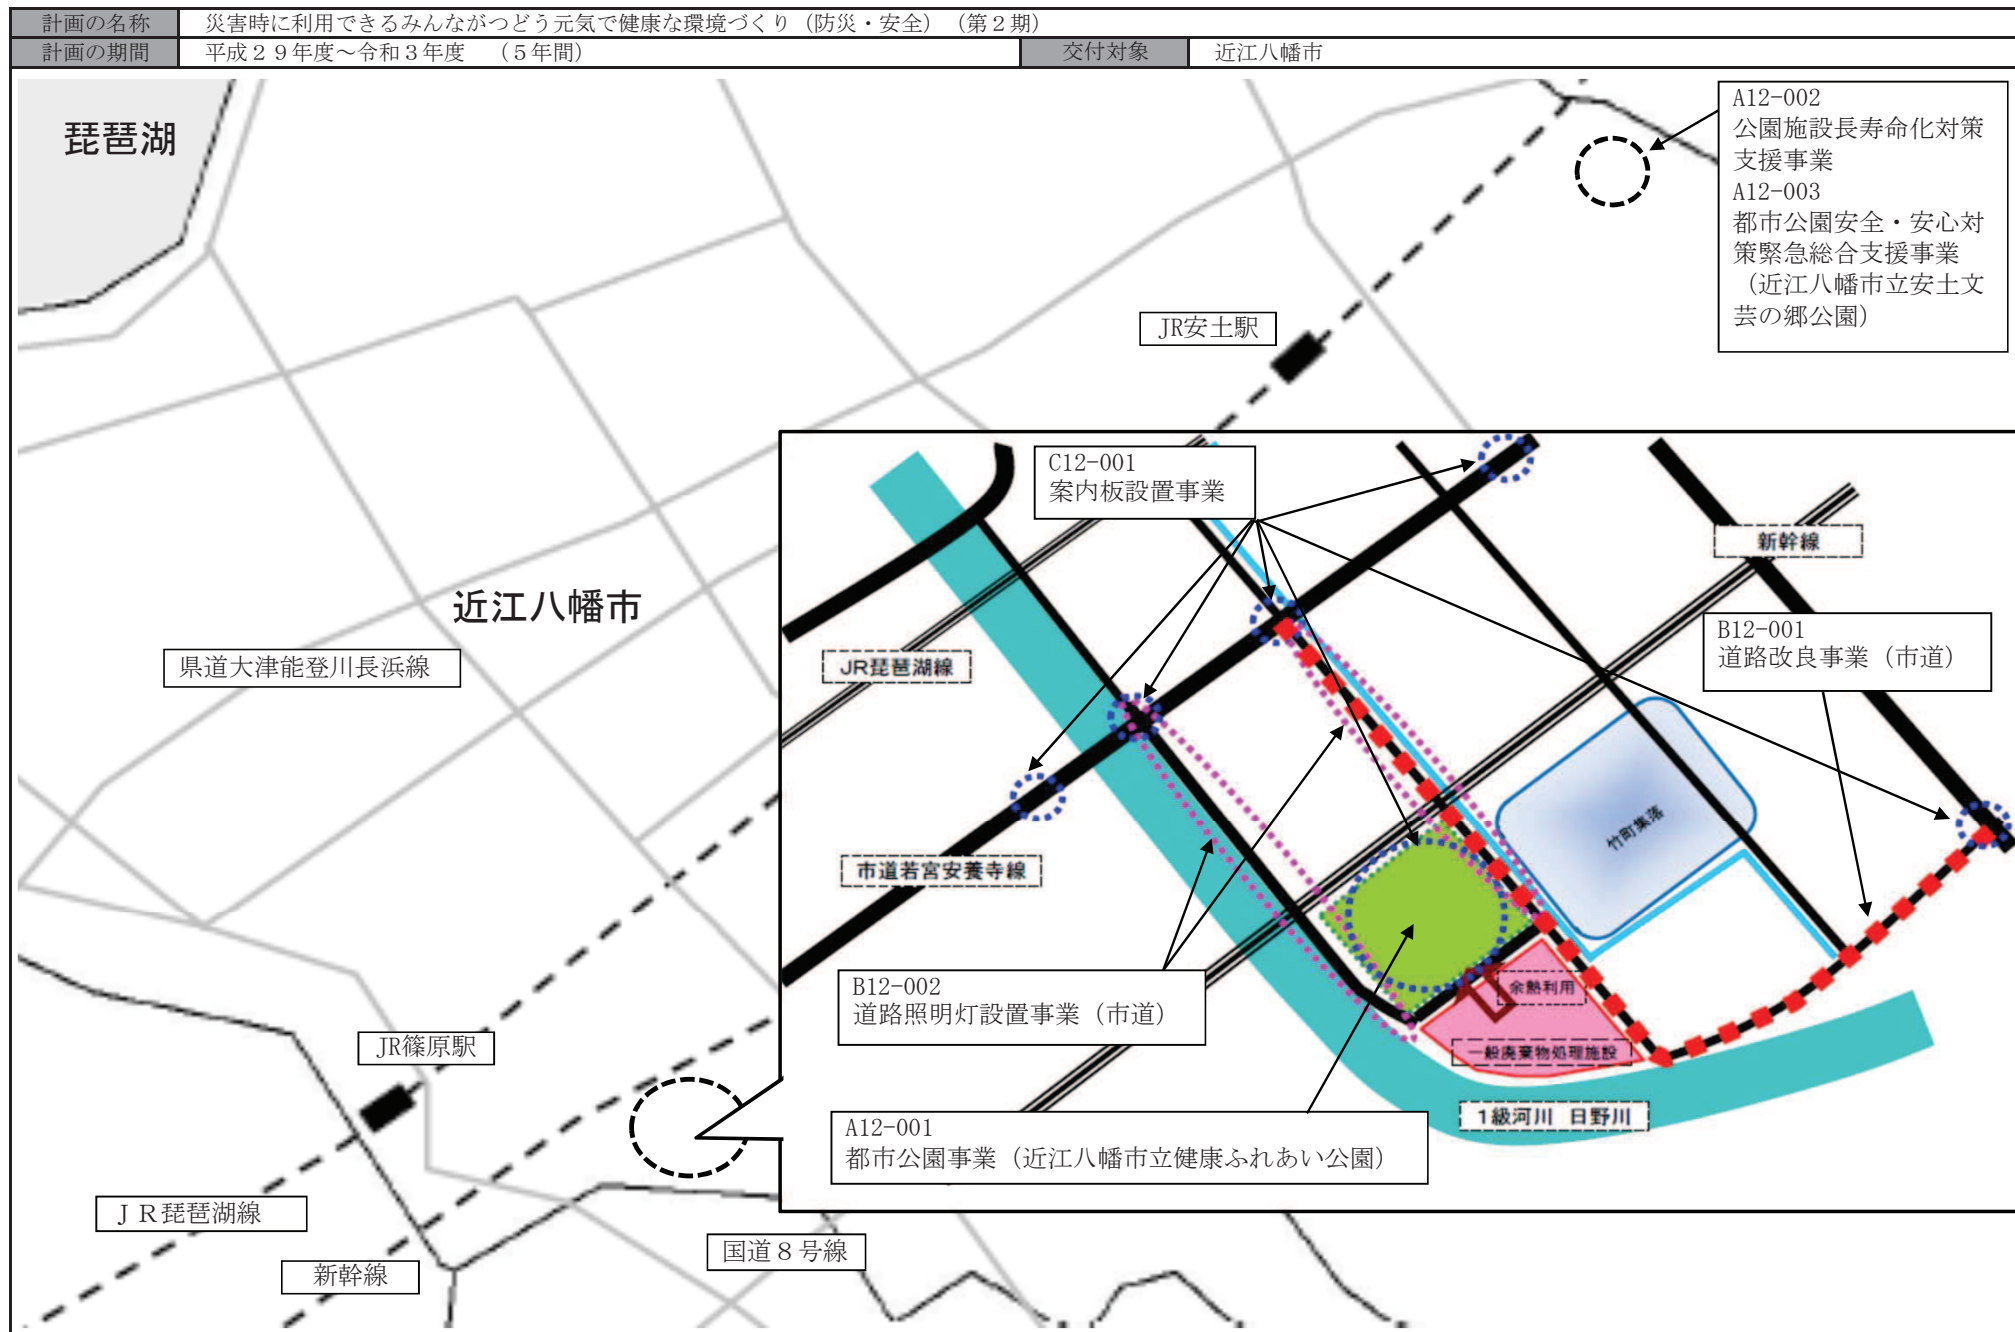 計画の名称 災害時に利用できるみんながつどう元気で健康な環境づくり（防災・安全）（第２期）
計画の期間 平成２９年度～令和３年度　（５年間） 交付対象 近江八幡市
琵琶湖
A12-002
公園施設長寿命化対策
支援事業
A12-003
都市公園安全・安心対
策緊急総合支援事業
（近江八幡市立安土文
芸の郷公園）
JR安土駅
C12-001
案内板設置事業
新幹線
近江八幡市
B12-001
道路改良事業（市道）
県道大津能登川長浜線
JR琵琶湖線
竹町集落
市道若宮安養寺線
B12-002
道路照明灯設置事業（市道）
余熱利用
JR篠原駅
一般廃棄物処理施設
1級河川 日野川
A12-001
都市公園事業（近江八幡市立健康ふれあい公園）
ＪＲ琵琶湖線
国道８号線
新幹線